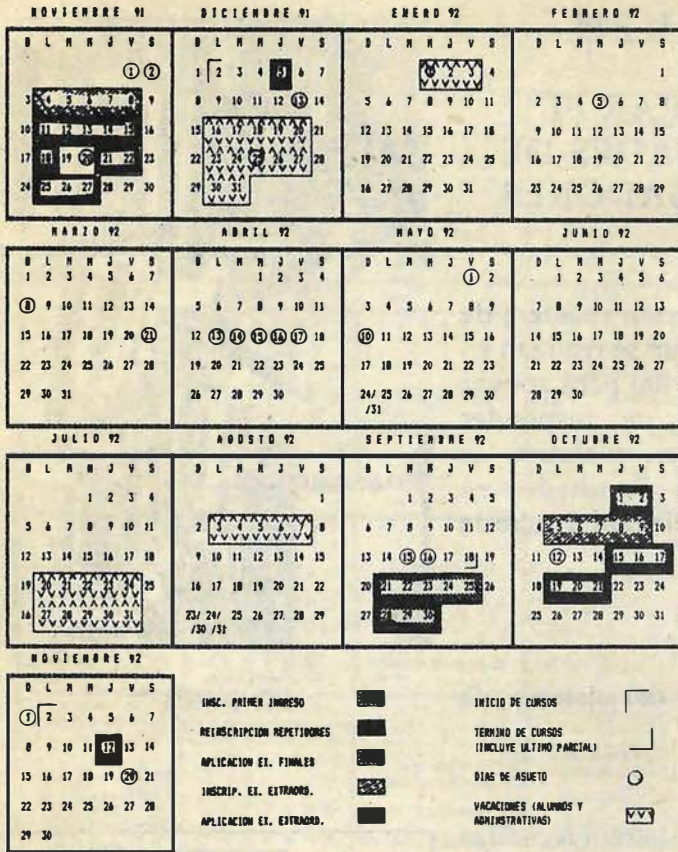 NOVIEMBRE 91
D L M M J V S
1 2
3 4 5 6 7 8 9
10 11 12 13 14 15 16
17 18 19 20 21 22 23
24 25 26 27 28 29 30
DICIEMBRE 91
D L M M J V S
1 2 3 4 5 6 7
8 9 10 11 12 13 14
15 16 17 18 19 20 21
22 23 24 25 26 27 28
29 30 31
ENERO 92
D L M M J V S
1 2 3 4
5 6 7 8 9 10 11
12 13 14 15 16 17 18
19 20 21 22 23 24 25
16 27 28 29 30 31
FEBRERO 92
D L M M J V S
1
2 3 4 5 6 7 8
9 10 11 12 13 14 15
16 17 18 19 20 21 22
23 24 25 26 27 28 29
MARZO 92
D L M M J V S
1 2 3 4 5 6 7
8 9 10 11 12 13 14
15 16 17 18 19 20 21
22 23 24 25 26 27 28
29 30 31
ABRIL 92
D L M M J V S
1 2 3 4
5 6 7 8 9 10 11
12 13 14 15 16 17 18
19 20 21 22 23 24 25
26 27 28 29 30
MAYO 92
D L M M J V S
1 2
3 4 5 6 7 8 9
10 11 12 13 14 15 16
17 18 19 20 21 22 23
24/ 25 26 27 28 29 30
/31
JUNIO 92
D L M M J V S
1 2 3 4 5 6
7 8 9 10 11 12 13
14 15 16 17 18 19 20
21 22 23 24 25 26 27
28 29 30
JULIO 92
D L M M J V S
1 2 3 4
5 6 7 8 9 10 11
12 13 14 15 16 17 18
19 20 21 22 23 24 25
16 27 28 29 30 31
AGOSTO 92
D L M M J V S
1
2 3 4 5 6 7 8
9 10 11 12 13 14 15
16 17 18 19 20 21 22
23/ 24/ 25 26 27 28 29
/30 /31
SEPTIEMBRE 92
D L M M J V S
1 2 3 4 5
6 7 8 9 10 11 12
13 14 15 16 17 18 19
20 21 22 23 24 25 26
27 28 29 30
OCTUBRE 92
D L M M J V S
1 2 3
4 5 6 7 8 9 10
11 12 13 14 15 16 17
18 19 20 21 22 23 24
25 26 27 28 29 30 31
NOVIEMBRE 92
D L M M J V S
1 2 3 4 5 6 7
8 9 10 11 12 13 14
15 16 17 18 19 20 21
22 23 24 25 26 27 28
29 30
INSC. PRIMER INGRESO
REINSCRIPCION REPETIDORES
APLICACION EX. FINALES
INSCRIP. EX. EXTRAORD.
APLICACION EX. EXTRAORD.
INICIO DE CURSOS
TERMINO DE CURSOS
(INCLUYE ULTIMO PARCIAL)
DIAS DE ASUETO
VACACIONES (ALUMNOS Y
ADMINSTRATIVAS)